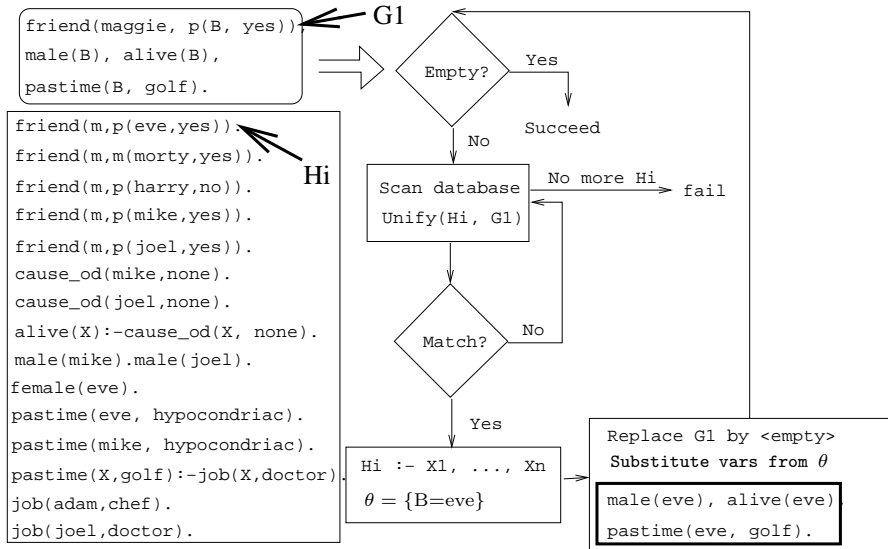 G1
friend(maggie, p(B, yes)),
male(B), alive(B),
pastime(B, golf).
Empty?
Yes
Succeed
No
friend(m,p(eve,yes)).
friend(m,m(morty,yes)).
Hi
friend(m,p(harry,no)).
friend(m,p(mike,yes)).
friend(m,p(joel,yes)).
cause_od(mike,none).
cause_od(joel,none).
alive(X):-cause_od(X, none).
male(mike).male(joel).
female(eve).
pastime(eve, hypocondriac).
pastime(mike, hypocondriac).
pastime(X,golf):-job(X,doctor).
job(adam,chef).
job(joel,doctor).
Scan database
Unify(Hi, G1)
No more Hi
fail
Match?
No
Yes
Hi :- X1, ..., Xn
θ = {B=eve}
Replace G1 by <empty>
Substitute vars from θ
male(eve), alive(eve),
pastime(eve, golf).